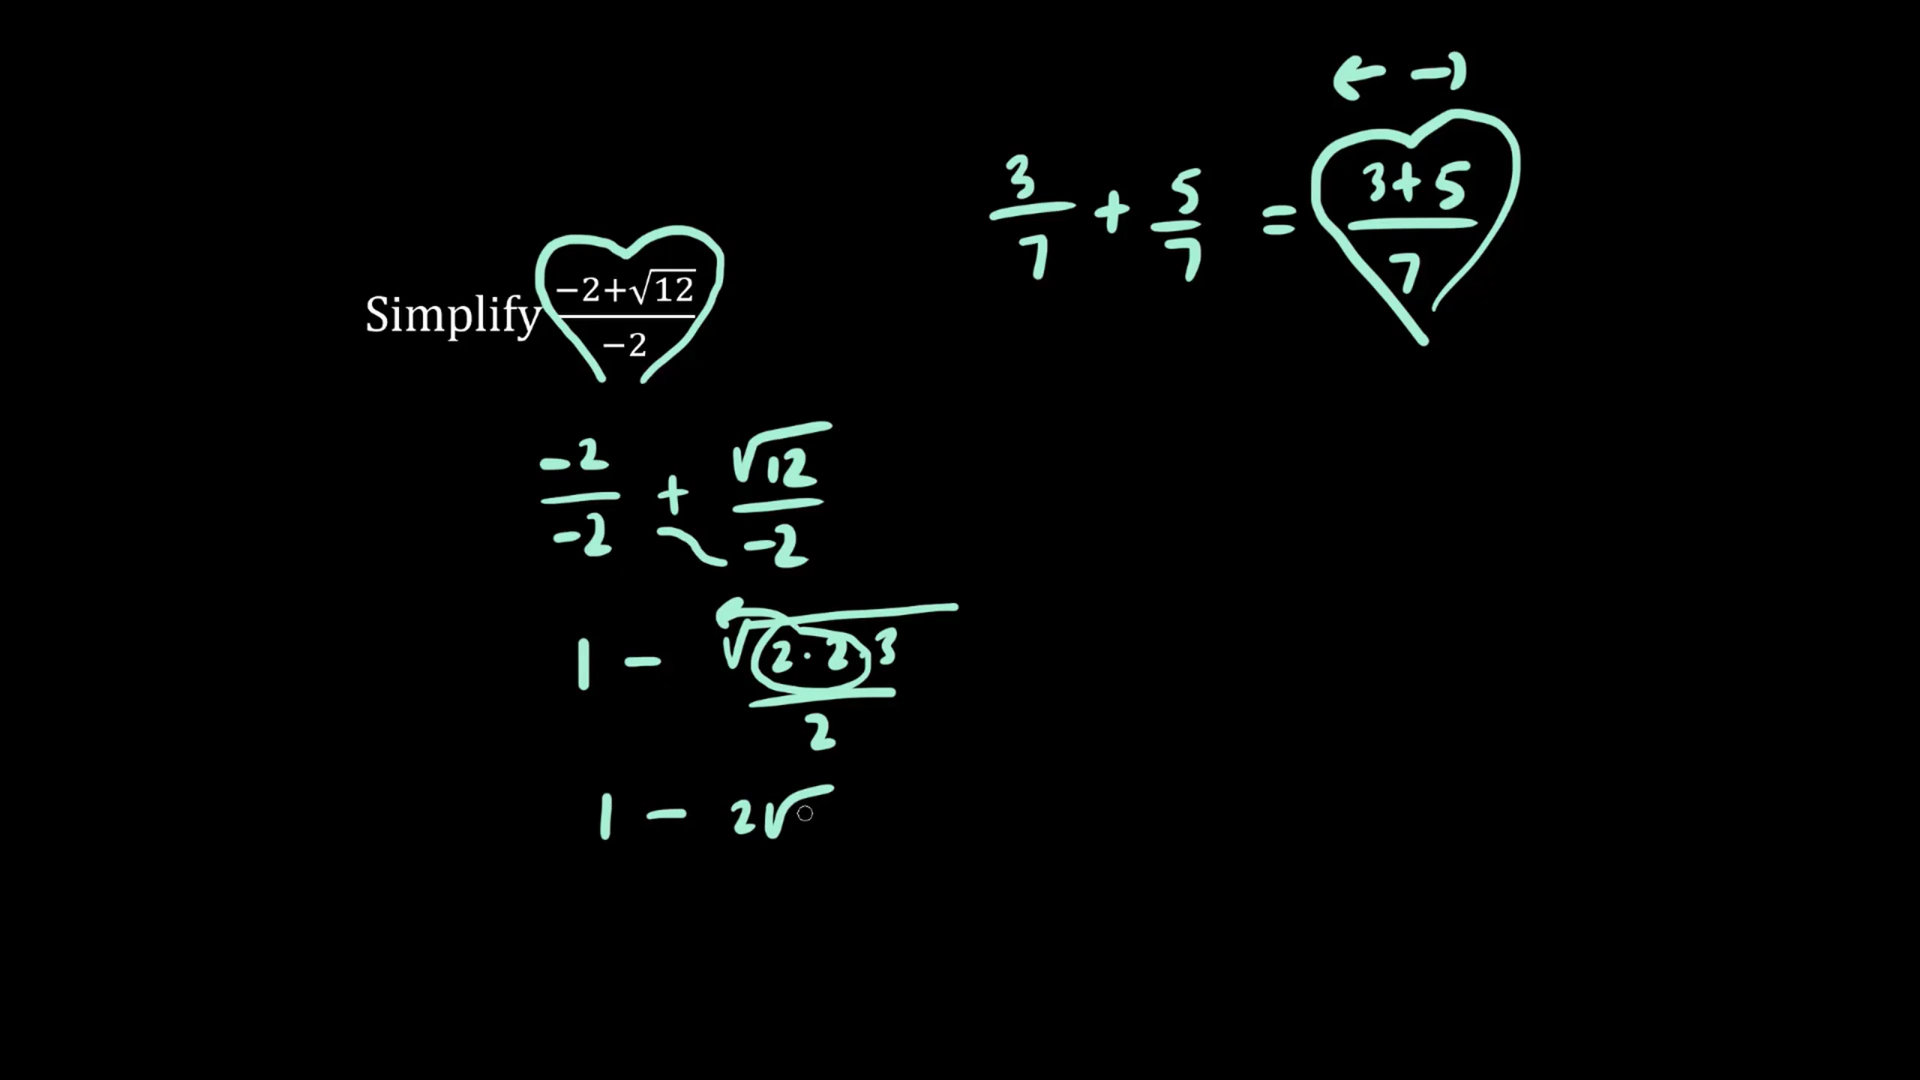 Simplify (−2+√12)/(−2)
3/7 + 5/7 = (3+5)/7
← →
-2/-2 + √12/-2
1 - √(2·2·3)/2
1 - 2√